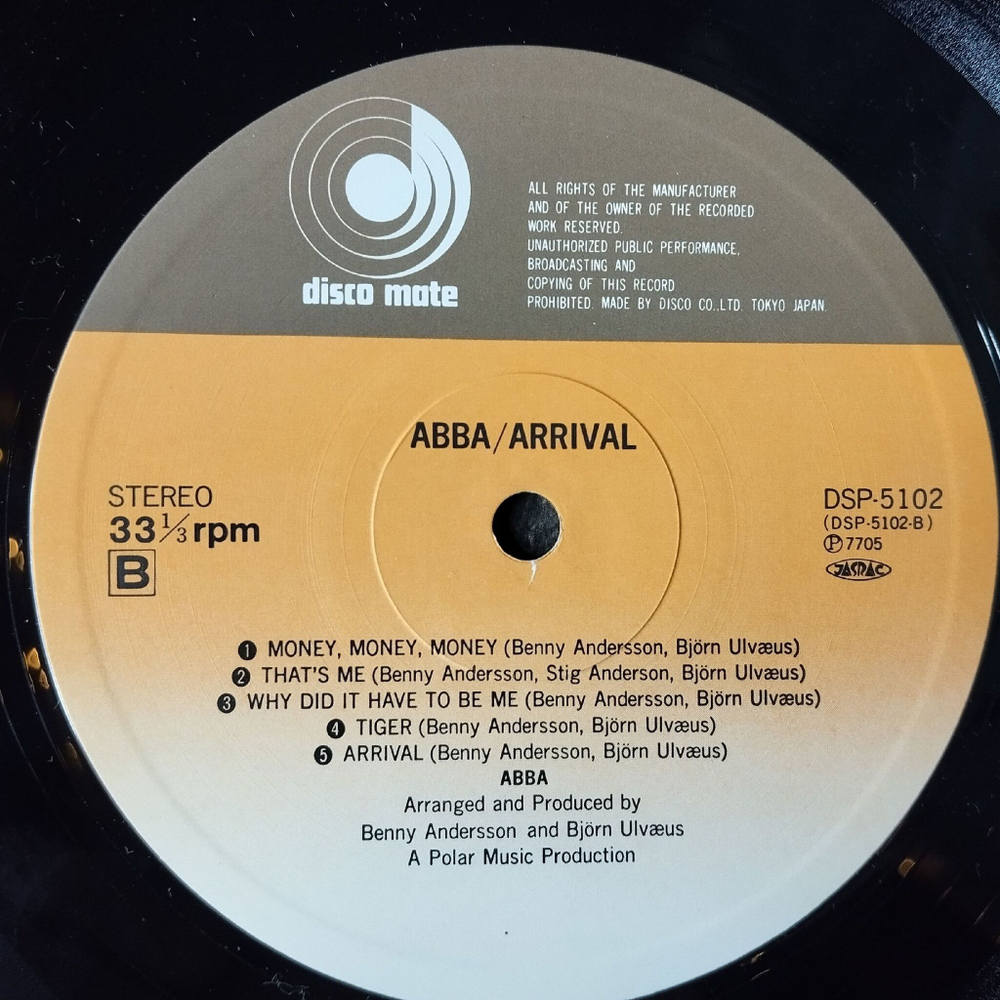 disco mate
ALL RIGHTS OF THE MANUFACTURER
AND OF THE OWNER OF THE RECORDED
WORK RESERVED.
UNAUTHORIZED PUBLIC PERFORMANCE,
BROADCASTING AND
COPYING OF THIS RECORD
PROHIBITED. MADE BY DISCO CO.,LTD. TOKYO JAPAN.
ABBA/ARRIVAL
STEREO
33 1/3 rpm
B
DSP-5102
(DSP-5102-B)
Ⓟ7705
JASRAC
❶ MONEY, MONEY, MONEY (Benny Andersson, Björn Ulvæus)
❷ THAT'S ME (Benny Andersson, Stig Anderson, Björn Ulvæus)
❸ WHY DID IT HAVE TO BE ME (Benny Andersson, Björn Ulvæus)
❹ TIGER (Benny Andersson, Björn Ulvæus)
❺ ARRIVAL (Benny Andersson, Björn Ulvæus)
ABBA
Arranged and Produced by
Benny Andersson and Björn Ulvæus
A Polar Music Production